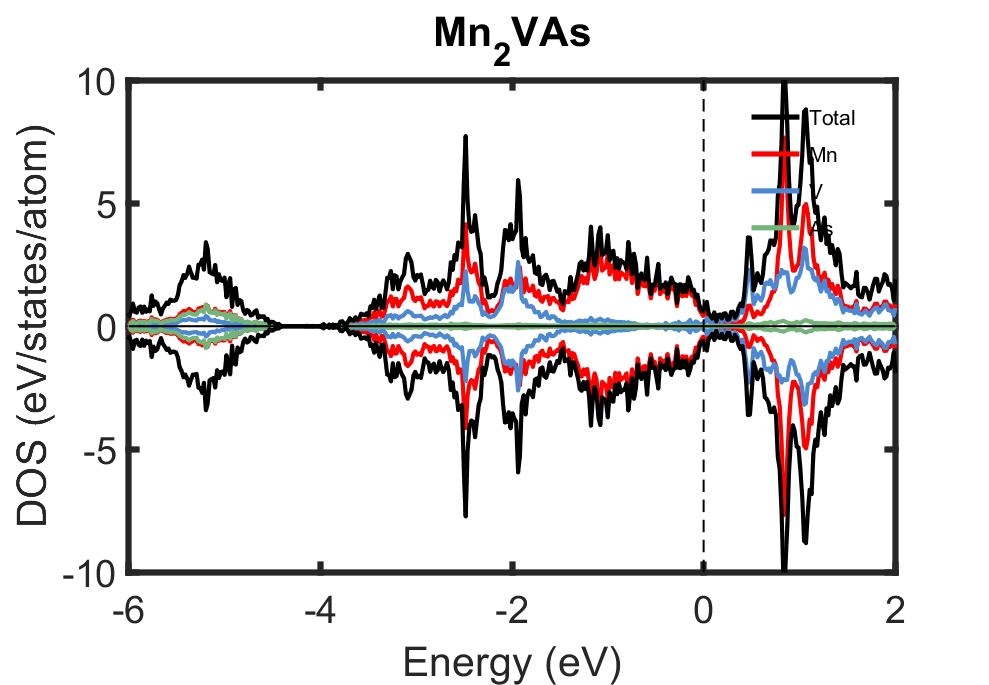 Mn2VAs
10
5
0
-5
-10
-6
-4
-2
0
2
DOS (eV/states/atom)
Energy (eV)
Total
Mn
V
As